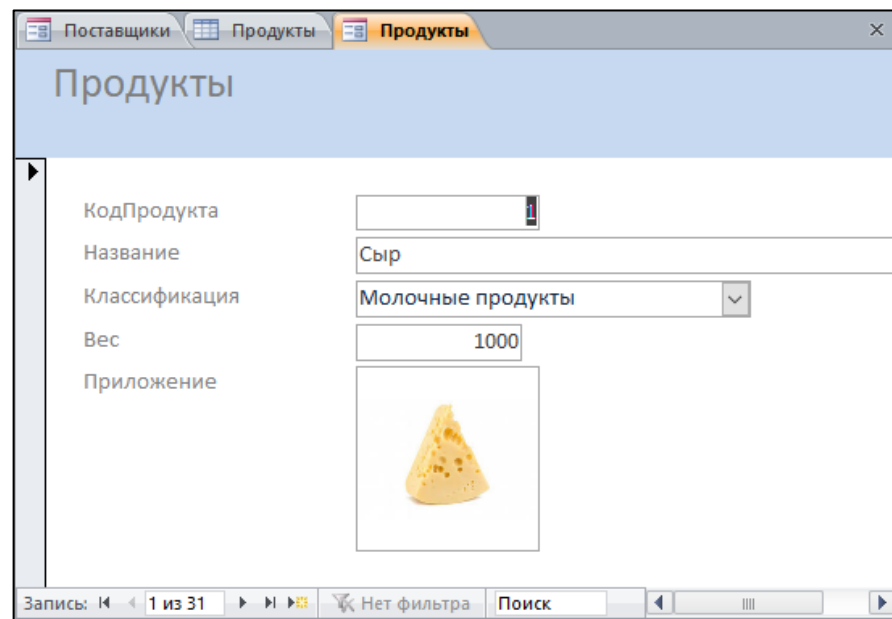 Поставщики Продукты Продукты
Продукты
КодПродукта 1
Название Сыр
Классификация Молочные продукты
Вес 1000
Приложение
Запись: 1 из 31 Нет фильтра Поиск